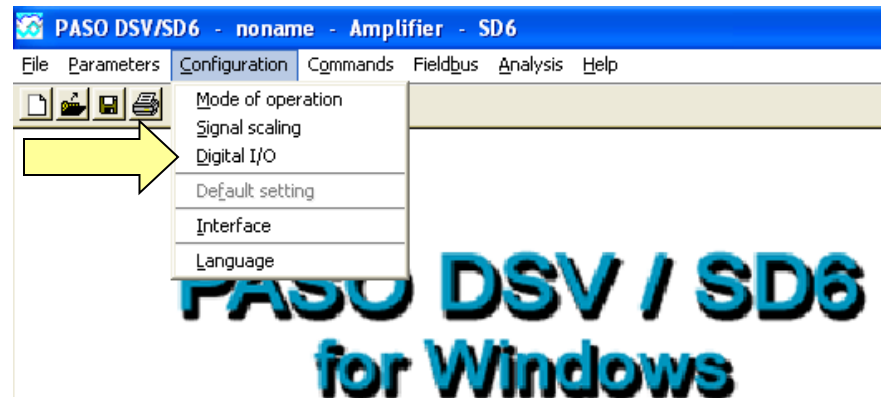 PASO DSV/SD6 - noname - Amplifier - SD6
File Parameters Configuration Commands Fieldbus Analysis Help
Mode of operation
Signal scaling
Digital I/O
Default setting
Interface
Language
PASO DSV / SD6
for Windows